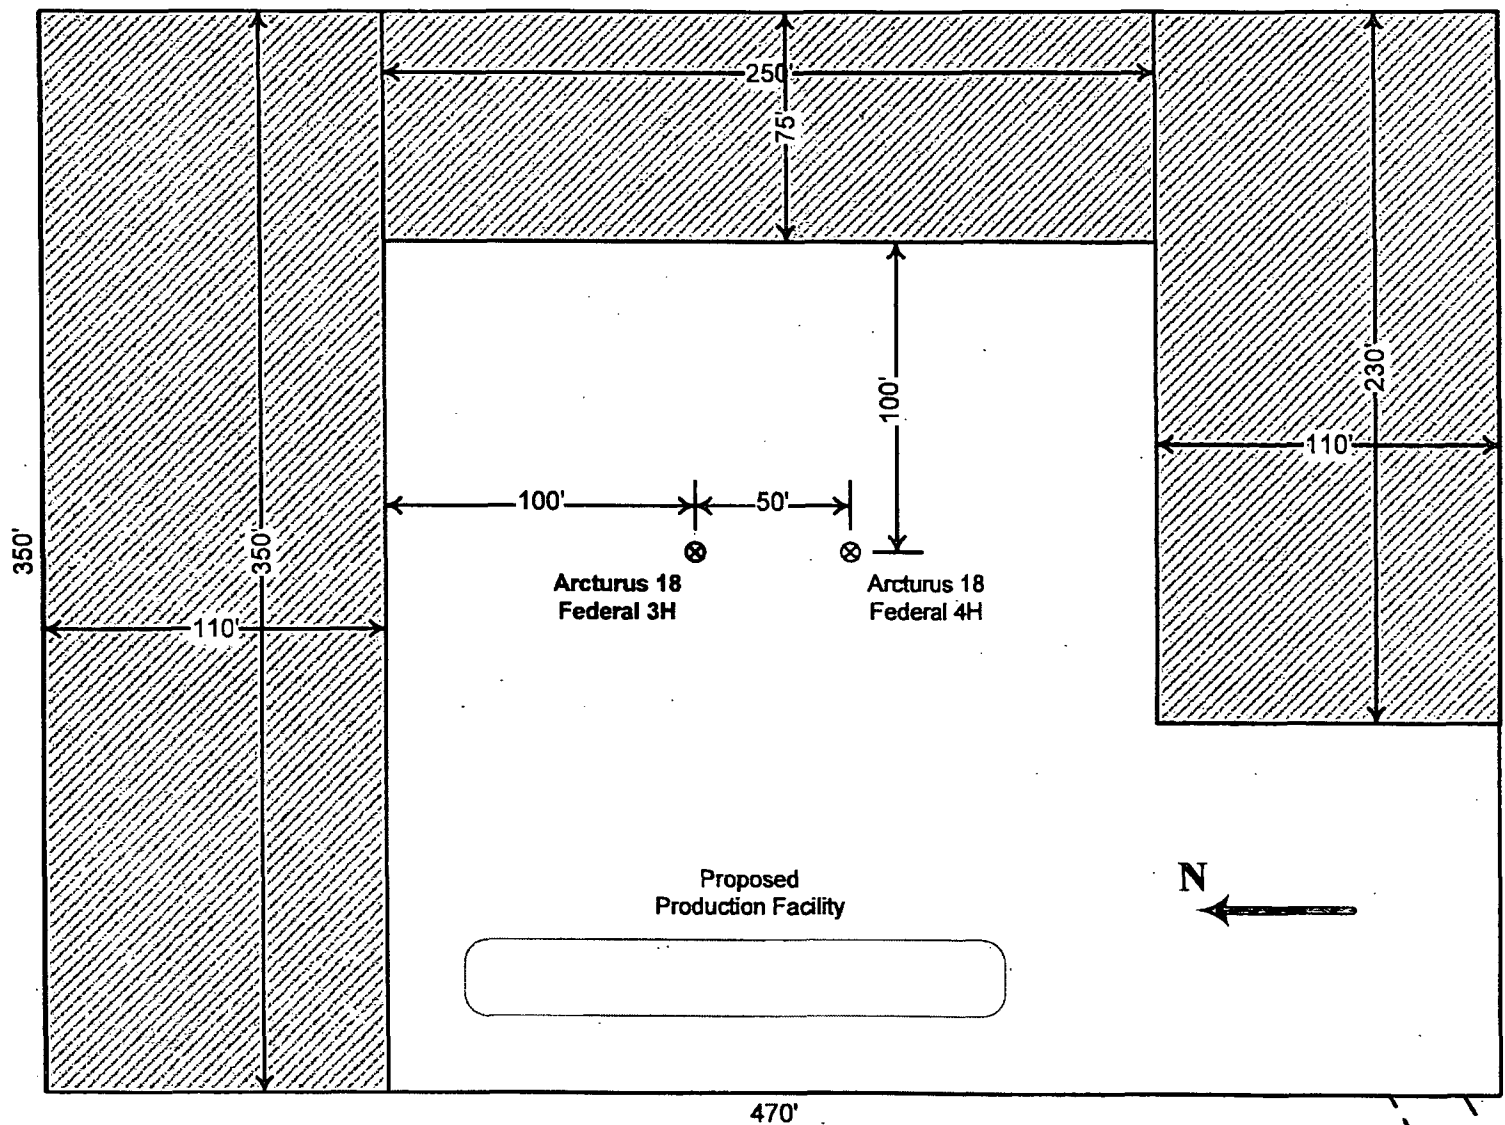 250'
75'
100'
230'
110'
100'
50'
350'
350'
Arcturus 18
Federal 3H
Arcturus 18
Federal 4H
110'
N
Proposed
Production Facility
470'